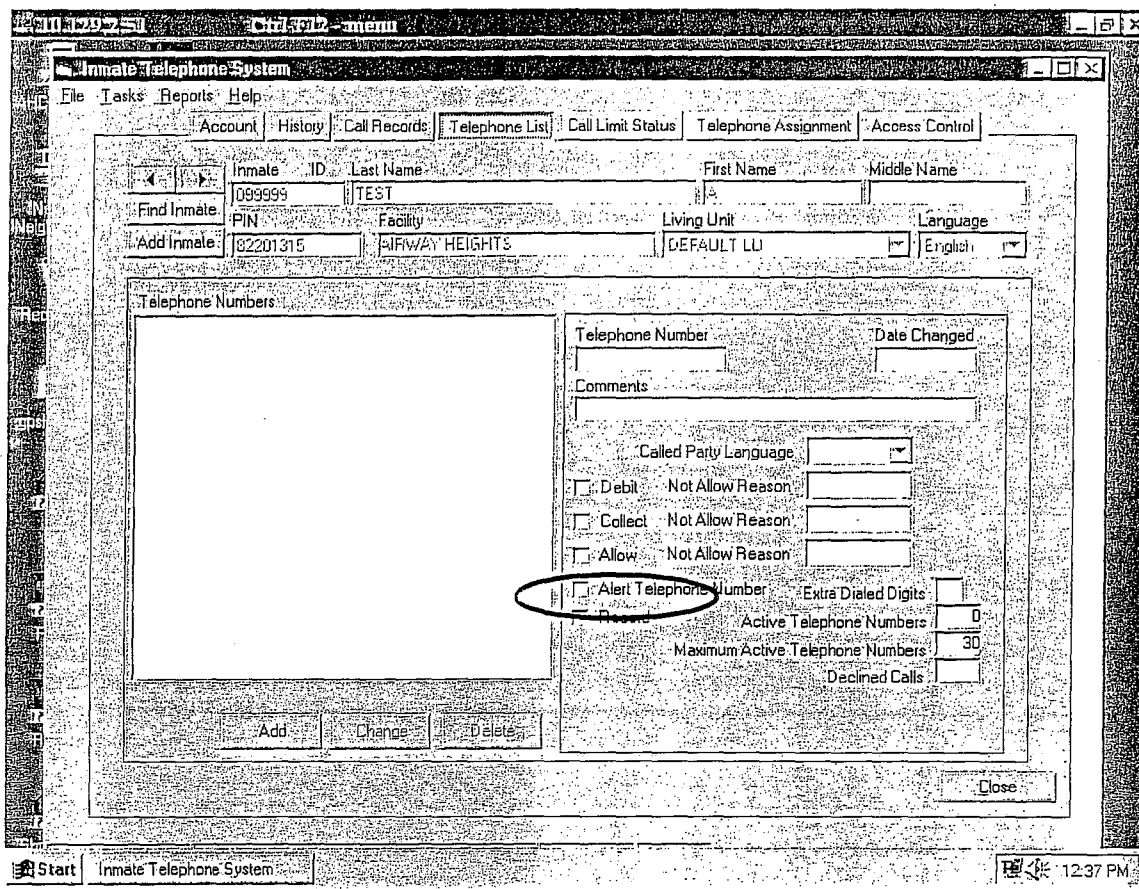 Ctrl-F12 - menu
Inmate Telephone System
File Tasks Reports Help
Account History Call Records Telephone List Call Limit Status Telephone Assignment Access Control
Inmate ID Last Name First Name Middle Name
099999 TEST A
Find Inmate
PIN Facility Living Unit Language
Add Inmate 82201315 AIRWAY HEIGHTS DEFAULT LU English
Telephone Numbers
Telephone Number Date Changed
Comments
Called Party Language
Debit Not Allow Reason
Collect Not Allow Reason
Allow Not Allow Reason
Alert Telephone Number Extra Dialed Digits
Record Active Telephone Numbers 0
Maximum Active Telephone Numbers 30
Declined Calls
Add Change Delete
Close
Start Inmate Telephone System 12:37 PM